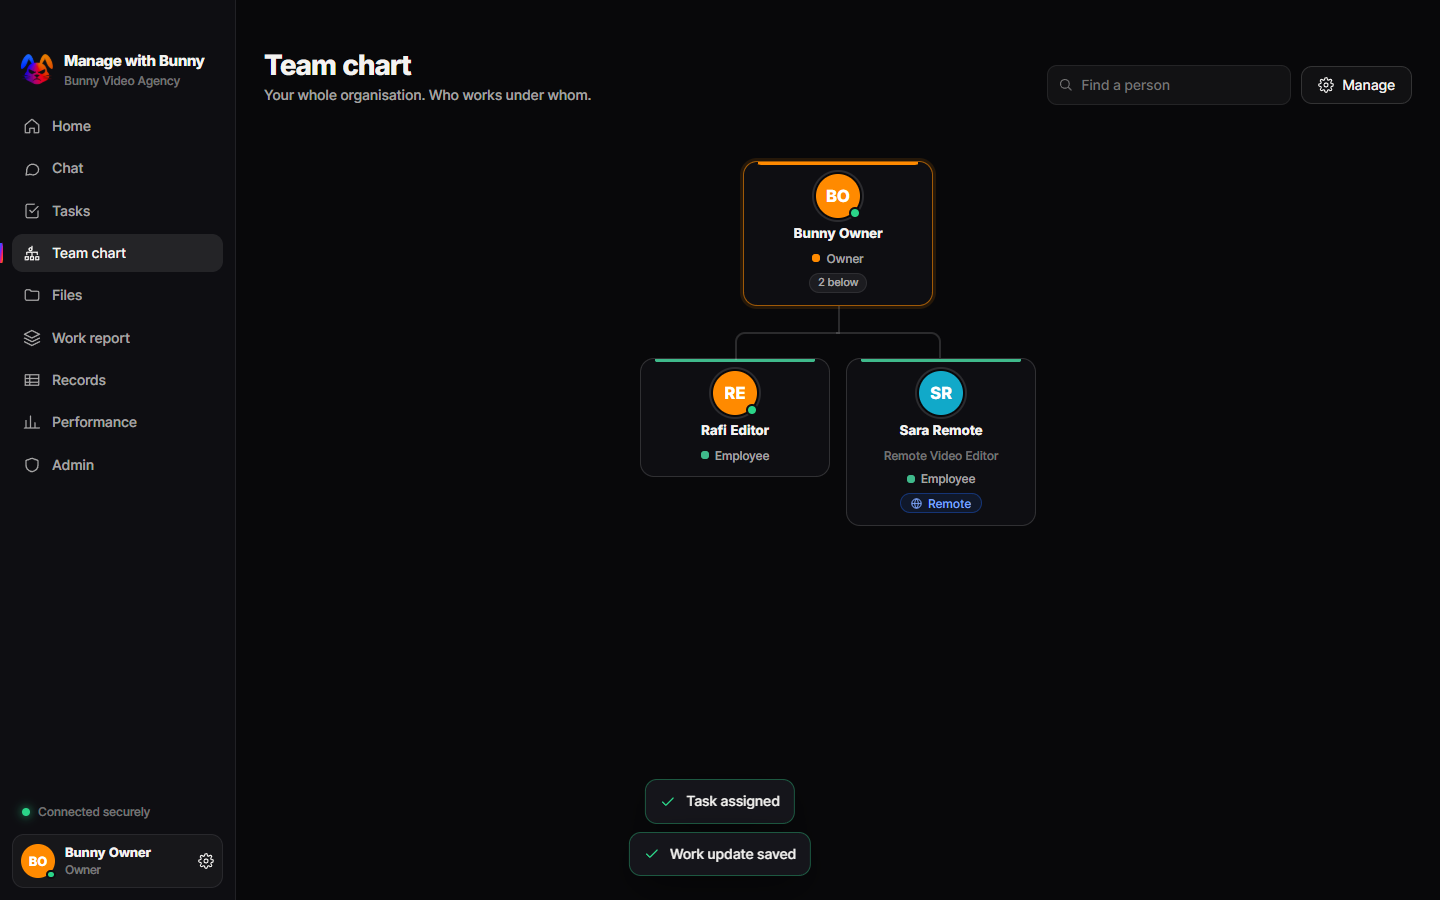 Manage with Bunny
Bunny Video Agency
Home
Chat
Tasks
Team chart
Files
Work report
Records
Performance
Admin
Connected securely
BO
Bunny Owner
Owner
Team chart
Your whole organisation. Who works under whom.
Find a person
Manage
BO
Bunny Owner
Owner
2 below
RE
Rafi Editor
Employee
SR
Sara Remote
Remote Video Editor
Employee
Remote
Task assigned
Work update saved